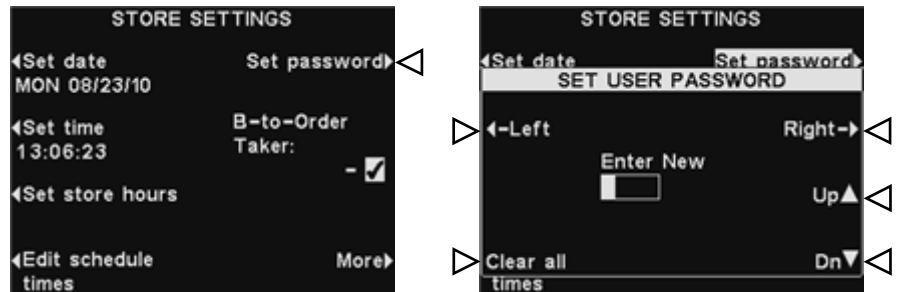 STORE SETTINGS
◀Set date Set password▶
MON 08/23/10
◀Set time B-to-Order
13:06:23 Taker:
- ✓
◀Set store hours
◀Edit schedule More▶
times
STORE SETTINGS
◀Set date Set password▶
SET USER PASSWORD
◀-Left Right-▶
Enter New
Up▲
Clear all Dn▼
times